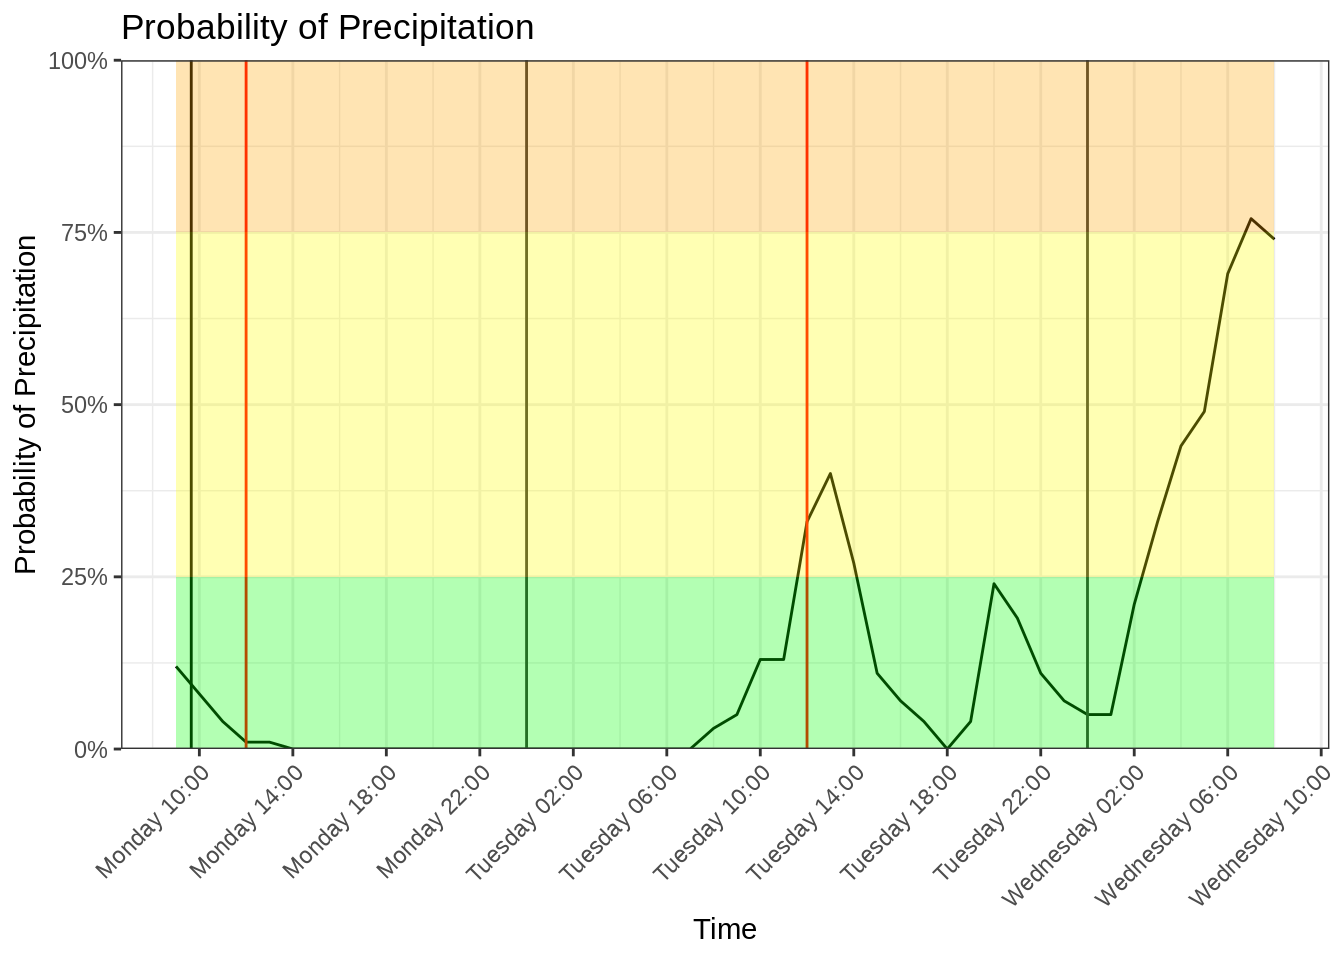 Probability of Precipitation
Probability of Precipitation
100%
75%
50%
25%
0%
Monday 10:00
Monday 14:00
Monday 18:00
Monday 22:00
Tuesday 02:00
Tuesday 06:00
Tuesday 10:00
Tuesday 14:00
Tuesday 18:00
Tuesday 22:00
Wednesday 02:00
Wednesday 06:00
Wednesday 10:00
Time